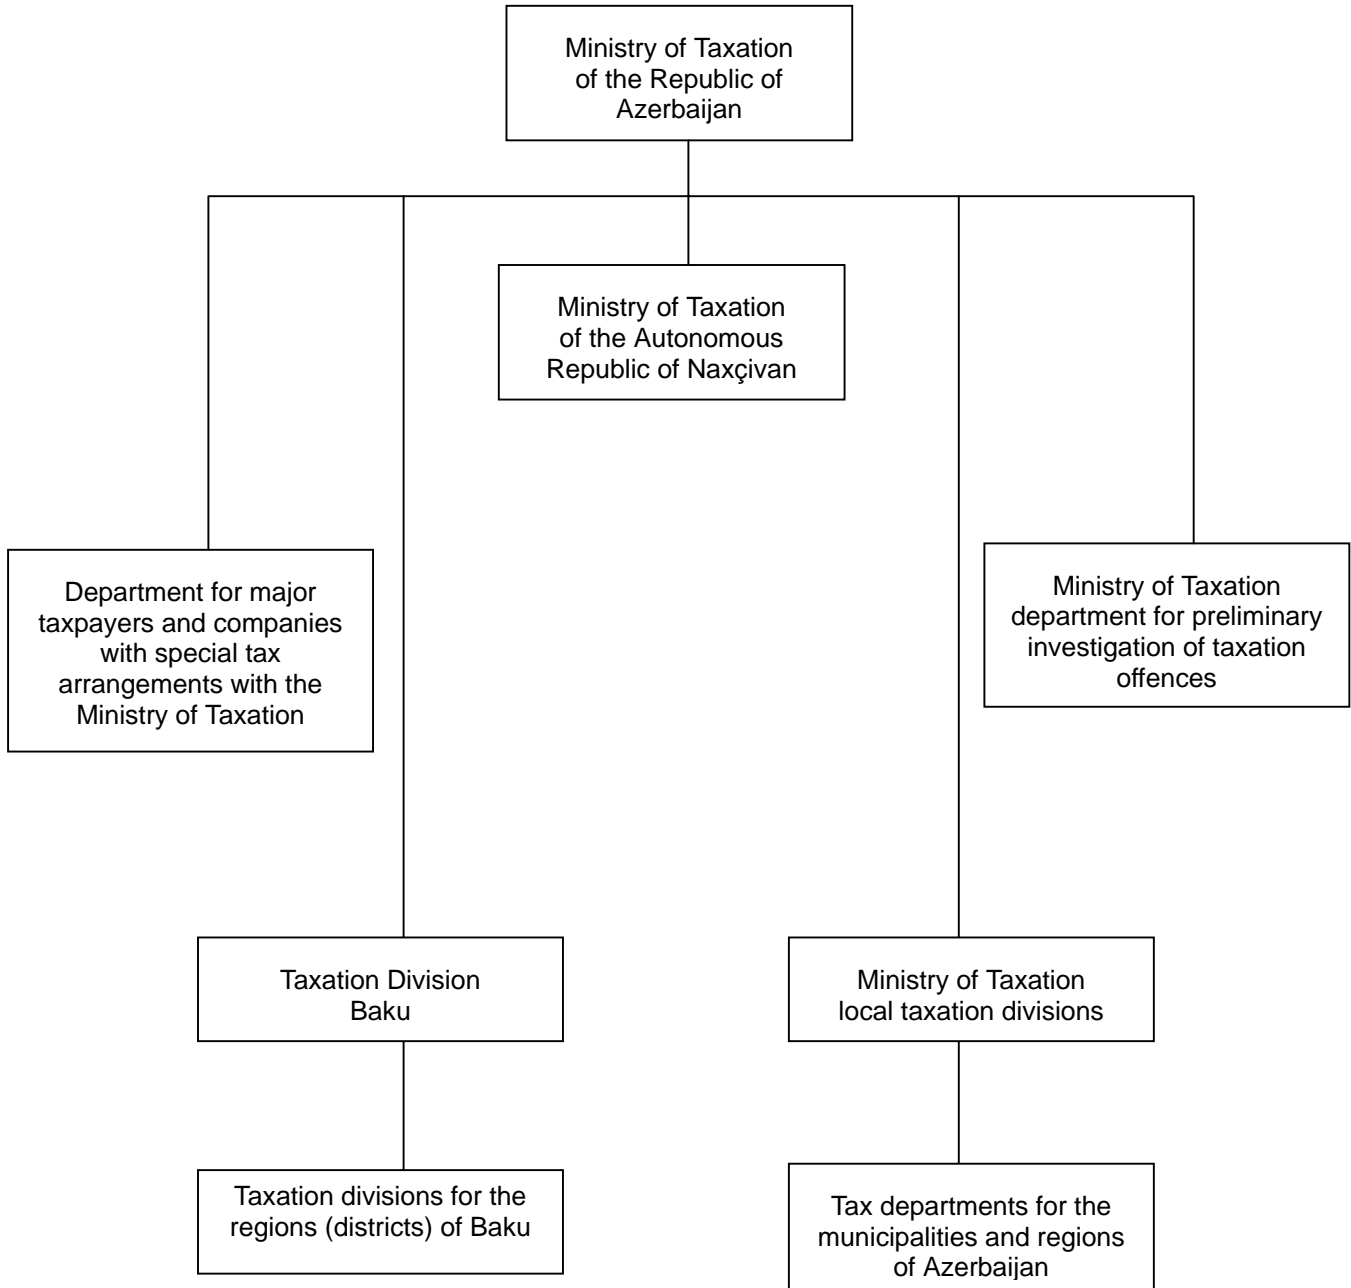 Ministry of Taxation
of the Republic of
Azerbaijan
Ministry of Taxation
of the Autonomous
Republic of Naxçivan
Department for major
taxpayers and companies
with special tax
arrangements with the
Ministry of Taxation
Ministry of Taxation
department for preliminary
investigation of taxation
offences
Taxation Division
Baku
Ministry of Taxation
local taxation divisions
Taxation divisions for the
regions (districts) of Baku
Tax departments for the
municipalities and regions
of Azerbaijan